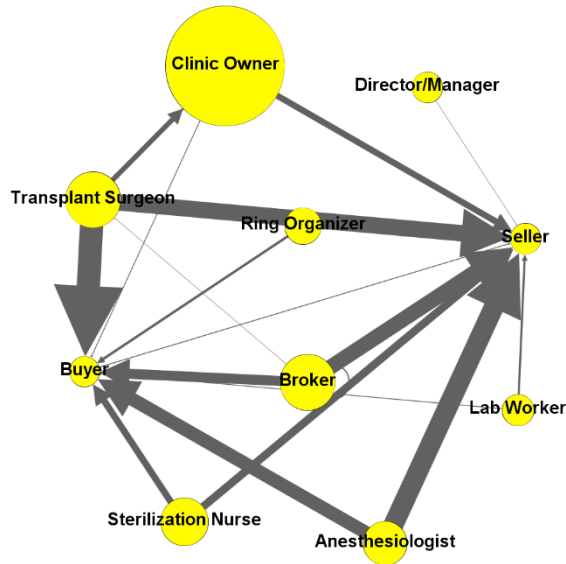 Clinic Owner
Director/Manager
Transplant Surgeon
Ring Organizer
Seller
Buyer
Broker
Lab Worker
Sterilization Nurse
Anesthesiologist